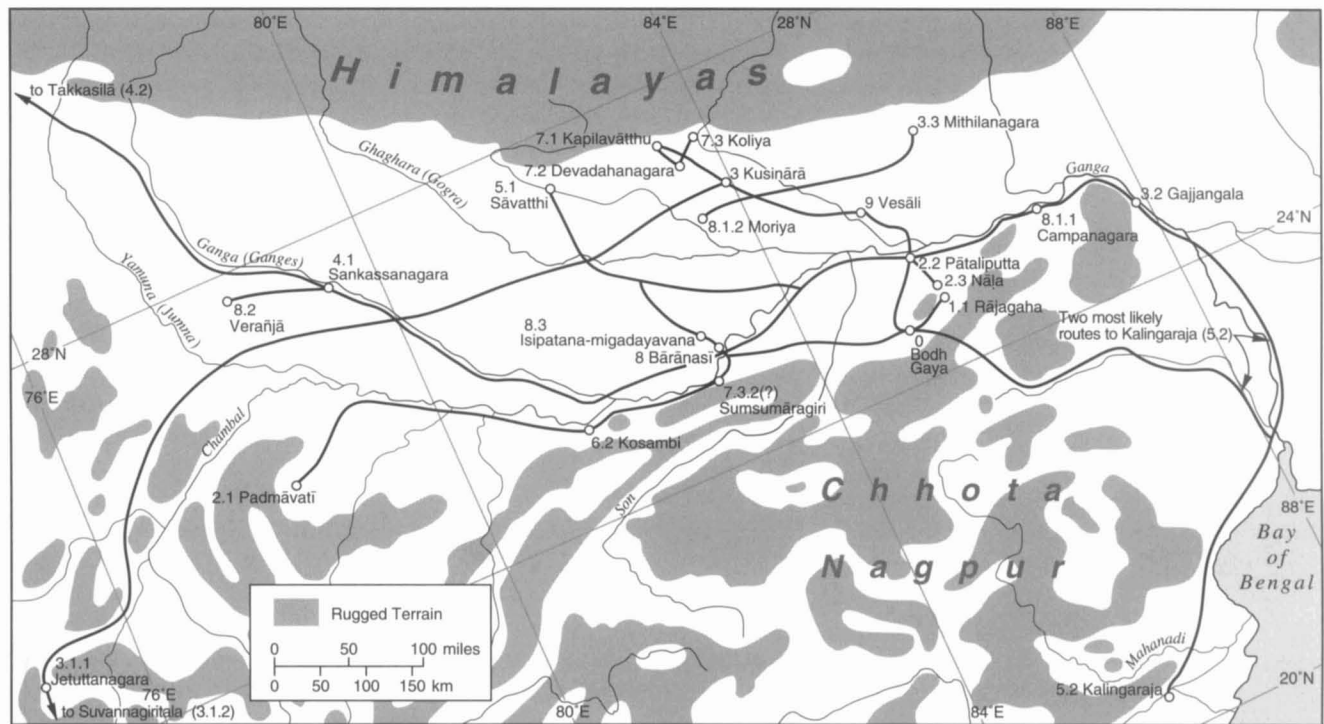 80°E
84°E
28°N
88°E
Himalayas
to Takkasilā (4.2)
7.1 Kapilavātthu
7.3 Koliya
3.3 Mithilanagara
Ghaghara (Gogra)
7.2 Devadahanagara
3 Kusinārā
Ganga
5.1
Sāvatthi
9 Vesāli
3.2 Gajjangala
8.1.2 Moriya
8.1.1
Campanagara
24°N
Yamuna (Jumna)
Ganga (Ganges)
4.1
Sankassanagara
2.2 Pātaliputta
2.3 Nāḷa
1.1 Rājagaha
8.2
Verañjā
8.3
Isipatana-migadayavana
8 Bārāṇasī
0
Bodh
Gaya
Two most likely
routes to Kalingaraja (5.2)
28°N
76°E
7.3.2(?)
Sumsumāragiri
Chambal
6.2 Kosambi
2.1 Padmāvatī
Son
Chhota
Nagpur
88°E
Bay
of
Bengal
Rugged Terrain
0 50 100 miles
0 50 100 150 km
Mahanadi
3.1.1
Jetuttanagara
76°E
to Suvannagiritala (3.1.2)
80°E
84°E
5.2 Kalingaraja
20°N